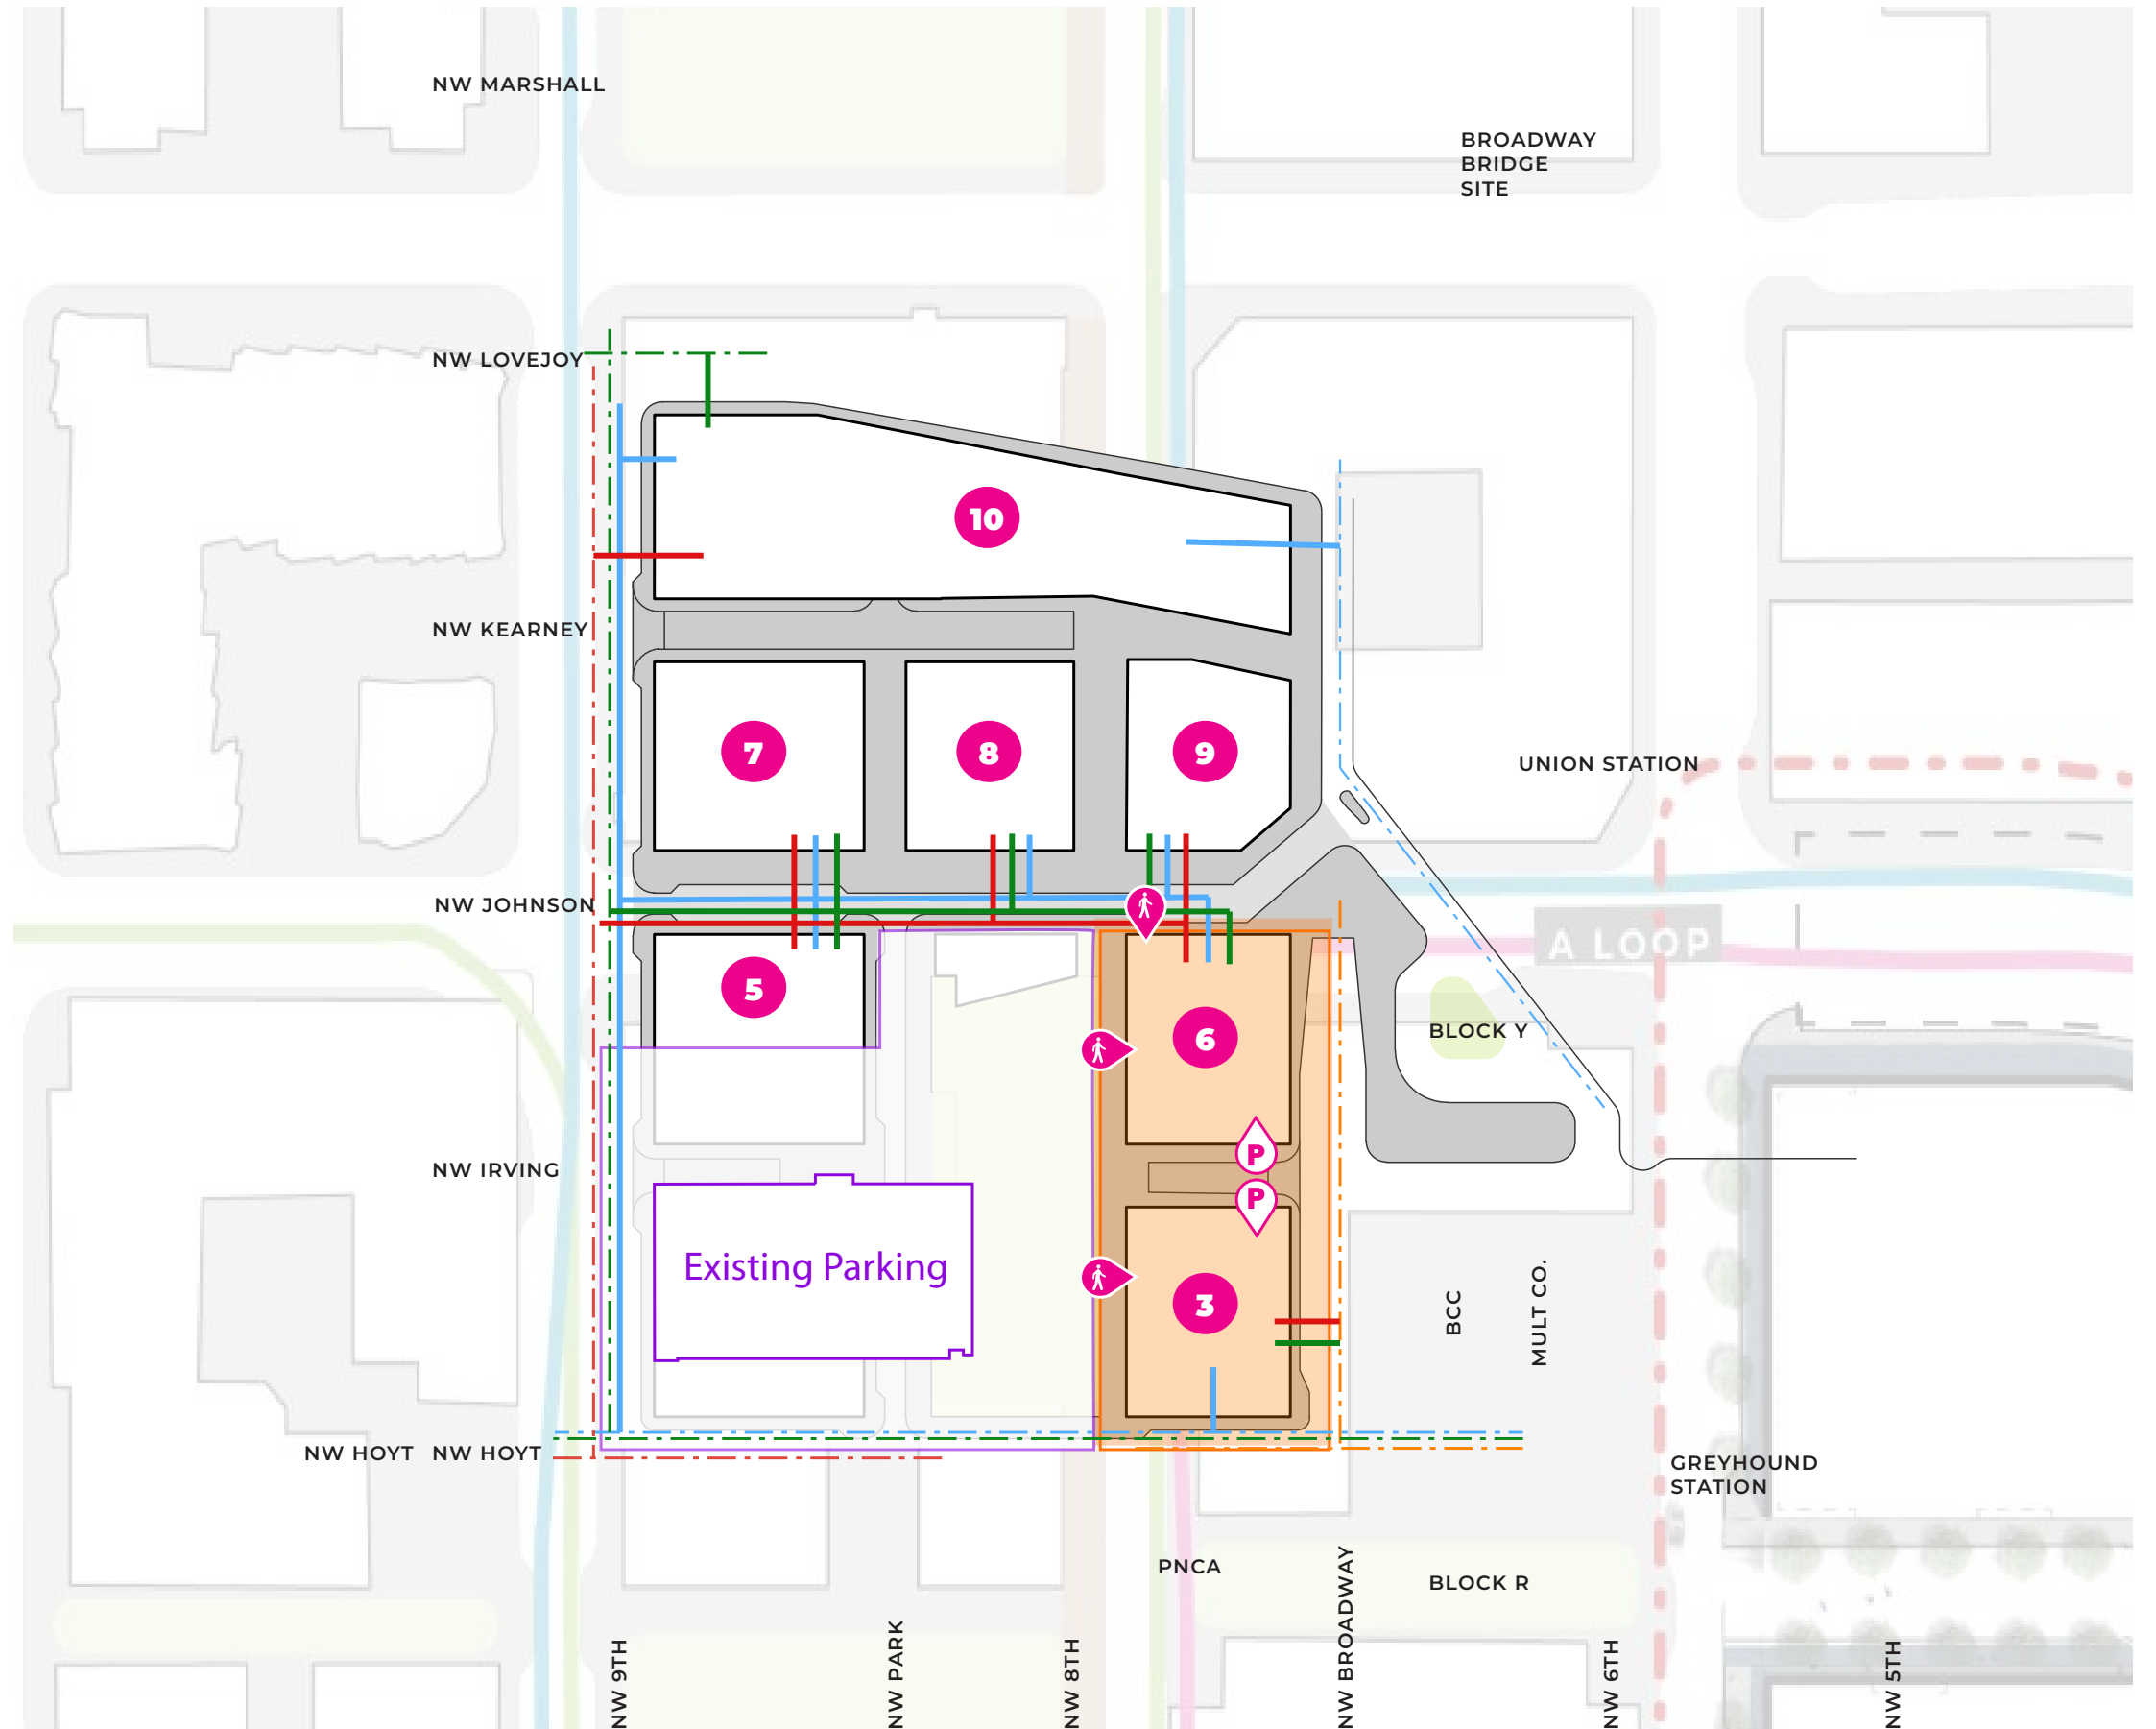 NW MARSHALL
BROADWAY
BRIDGE
SITE
NW LOVEJOY
10
NW KEARNEY
7
8
9
UNION STATION
NW JOHNSON
A LOOP
5
6
BLOCK Y
P
NW IRVING
P
Existing Parking
3
BCC
MULT CO.
NW HOYT
NW HOYT
GREYHOUND
STATION
PNCA
BLOCK R
NW 9TH
NW PARK
NW 8TH
NW BROADWAY
NW 6TH
NW 5TH